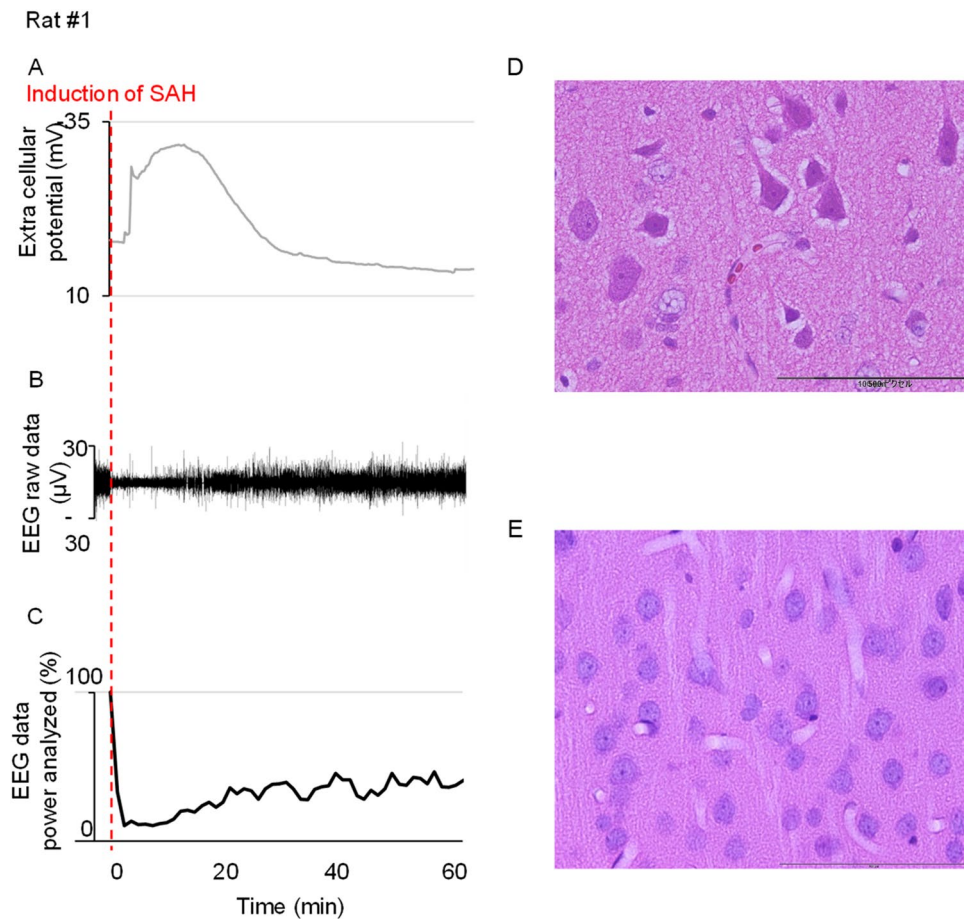 Rat #1
A
Induction of SAH
-35
Extra cellular
potential (mV)
10
B
30
EEG raw data
(µV)
-
30
C
100
EEG data
power analyzed (%)
0
0
20
40
60
Time (min)
D
E